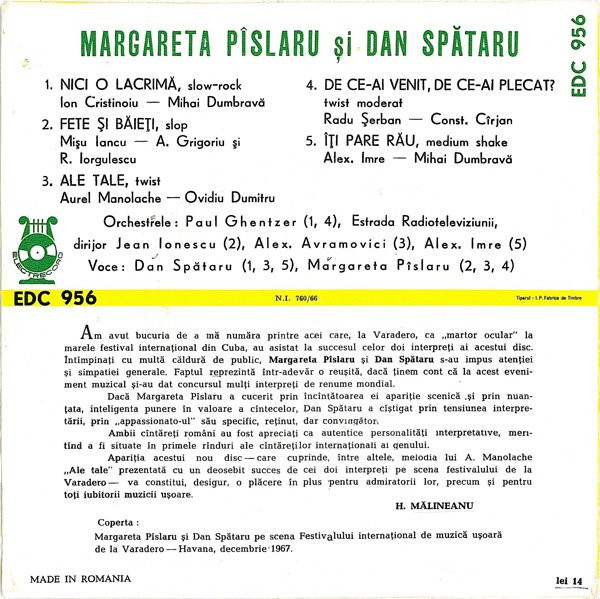 MARGARETA PÎSLARU și DAN SPĂTARU
EDC 956
1. NICI O LACRIMĂ, slow-rock
Ion Cristinoiu — Mihai Dumbravă
2. FETE ȘI BĂIEȚI, slop
Mișu Iancu — A. Grigoriu și
R. Iorgulescu
3. ALE TALE, twist
Aurel Manolache — Ovidiu Dumitru
4. DE CE-AI VENIT, DE CE-AI PLECAT?
twist moderat
Radu Șerban — Const. Cîrjan
5. ÎȚI PARE RĂU, medium shake
Alex. Imre — Mihai Dumbravă
Orchestrele: Paul Ghentzer (1, 4), Estrada Radioteleviziunii,
dirijor Jean Ionescu (2), Alex. Avramovici (3), Alex. Imre (5)
Voce: Dan Spătaru (1, 3, 5), Margareta Pîslaru (2, 3, 4)
ELECTRECORD
EDC 956
N.I. 760/66
Tiparul: I. P. Fabrica de Timbre
Am avut bucuria de a mă număra printre acei care, la Varadero, ca „martor ocular" la
marele festival internațional din Cuba, au asistat la succesul celor doi interpreți ai acestui disc.
Întimpinați cu multă căldură de public, Margareta Pîslaru și Dan Spătaru s-au impus atenției
și simpatiei generale. Faptul reprezintă într-adevăr o reușită, dacă ținem cont că la acest eveni-
ment muzical și-au dat concursul mulți interpreți de renume mondial.
Dacă Margareta Pîslaru a cucerit prin încîntătoarea ei apariție scenică și prin nuan-
țata, inteligenta punere în valoare a cîntecelor, Dan Spătaru a cîștigat prin tensiunea interpre-
tării, prin „appassionato-ul" său specific, reținut, dar convingător.
Ambii cîntăreți români au fost apreciați ca autentice personalități interpretative, meri-
tînd a fi situate în primele rînduri ale cîntăreților internaționali ai genului.
Apariția acestui nou disc — care cuprinde, între altele, melodia lui A. Manolache
„Ale tale" prezentată cu un deosebit succes de cei doi interpreți pe scena festivalului de la
Varadero — va constitui, desigur, o plăcere în plus pentru admiratorii lor, precum și pentru
toți iubitorii muzicii ușoare.
H. MĂLINEANU
Coperta:
Margareta Pîslaru și Dan Spătaru pe scena Festivalului internațional de muzică ușoară
de la Varadero — Havana, decembrie 1967.
MADE IN ROMANIA
lei 14